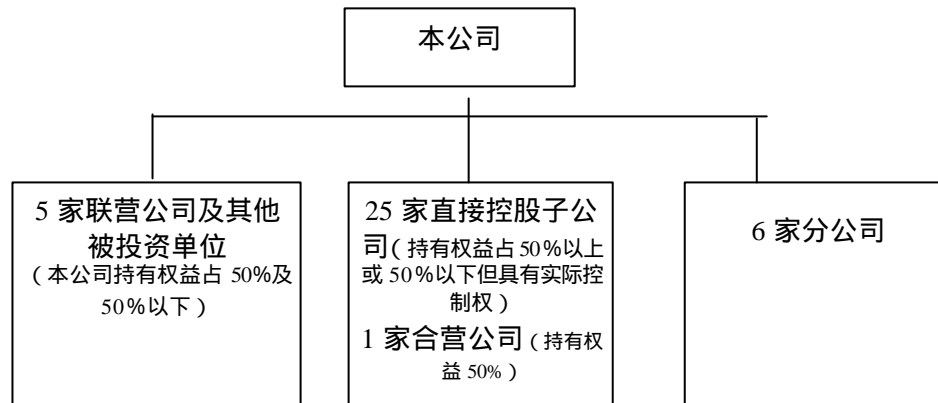 本公司
5 家联营公司及其他
被投资单位
（本公司持有权益占 50%及
50%以下）
25 家直接控股子公
司（持有权益占 50%以上
或 50%以下但具有实际控
制权）
1 家合营公司（持有权
益 50%）
6 家分公司